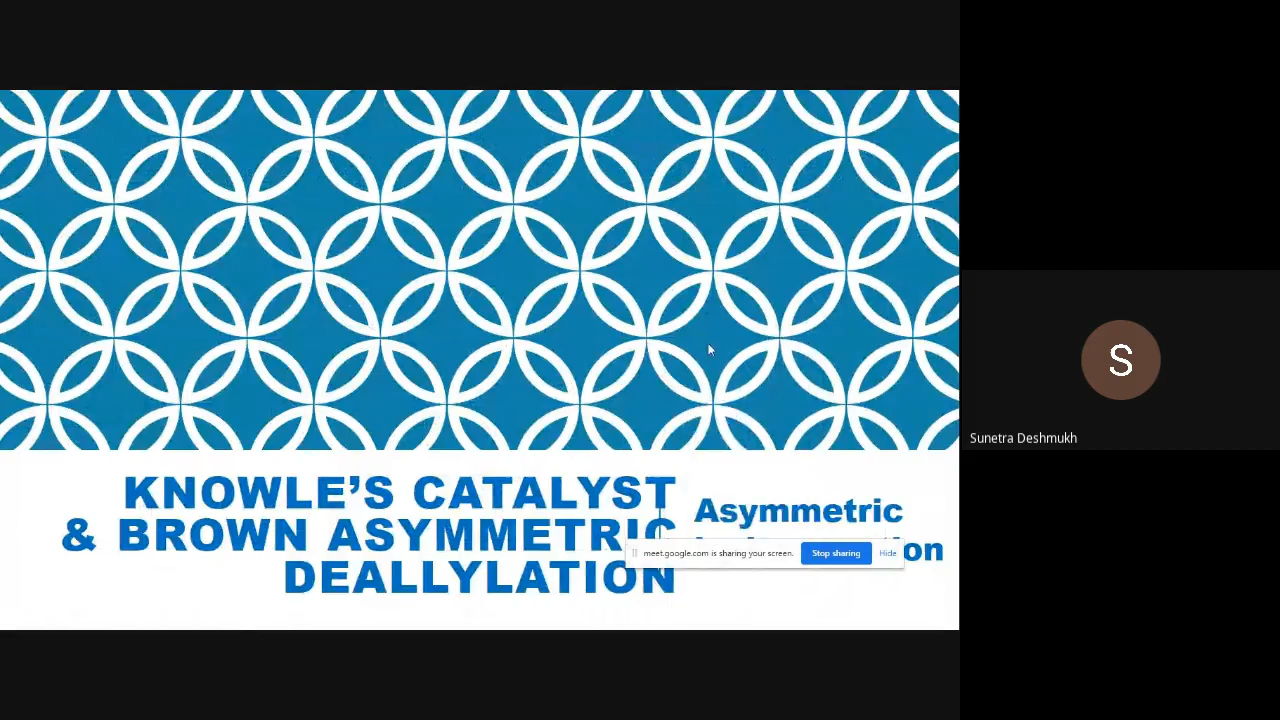 KNOWLE’S CATALYST
& BROWN ASYMMETRIC
DEALLYLATION
Asymmetric
on
meet.google.com is sharing your screen.
Stop sharing
Hide
S
Sunetra Deshmukh